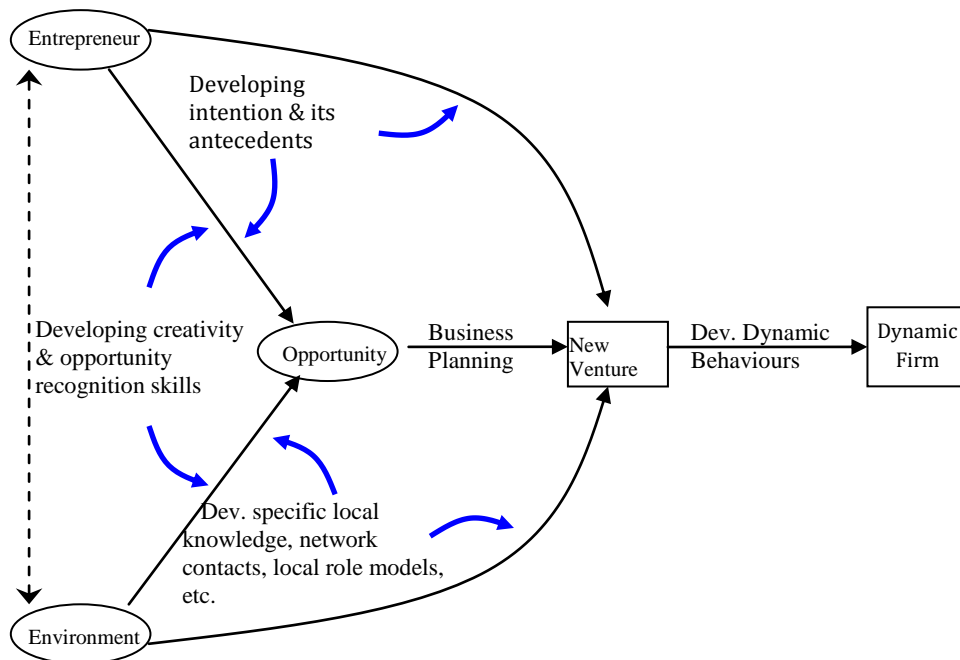 Entrepreneur
Developing
intention & its
antecedents
Developing creativity
& opportunity
recognition skills
Opportunity
Business
Planning
New
Venture
Dev. Dynamic
Behaviours
Dynamic
Firm
Dev. specific local
knowledge, network
contacts, local role models,
etc.
Environment